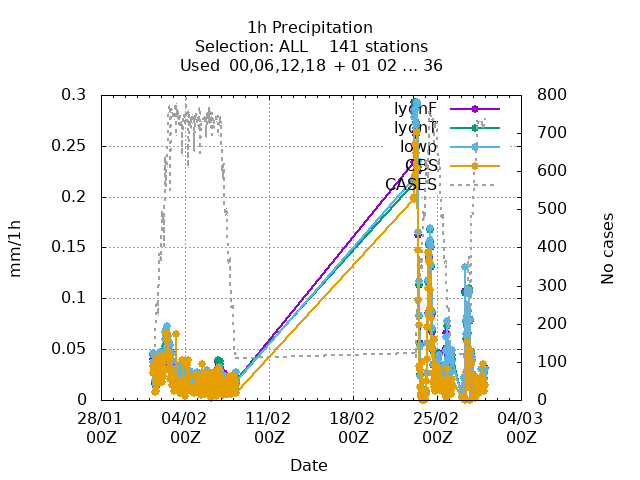 1h Precipitation
Selection: ALL 141 stations
Used 00,06,12,18 + 01 02 ... 36
mm/1h
0.3
0.25
0.2
0.15
0.1
0.05
0
800
700
600
500
400
300
200
100
0
No cases
lyonF
lyonT
lowp
OBS
CASES
28/01 04/02 11/02 18/02 25/02 04/03
00Z 00Z 00Z 00Z 00Z 00Z
Date